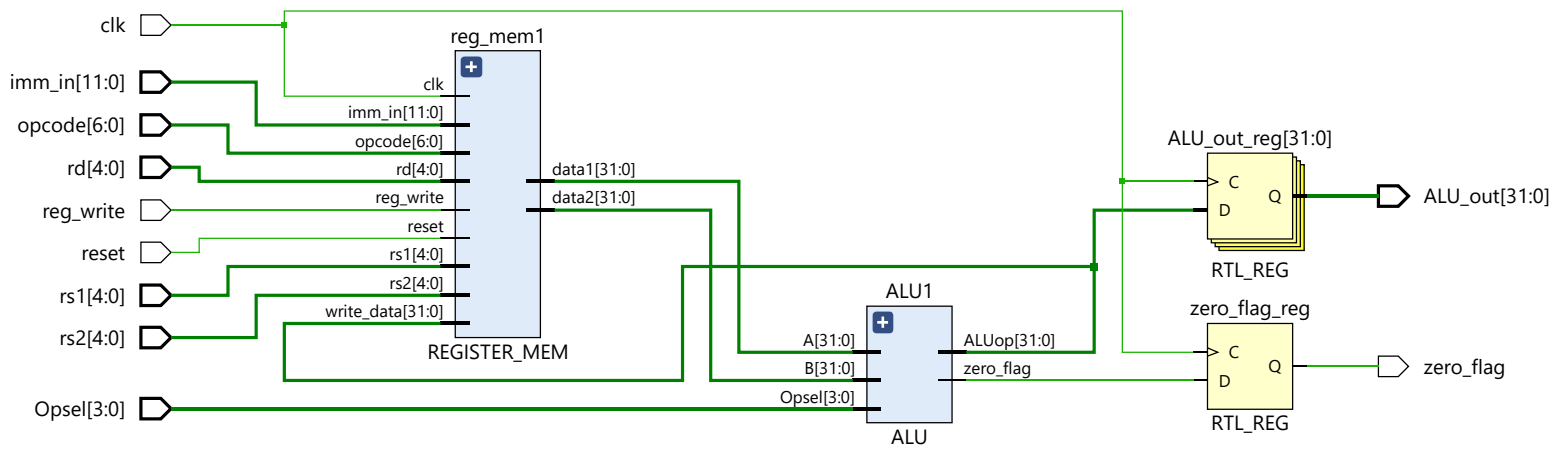 clk
imm_in[11:0]
opcode[6:0]
rd[4:0]
reg_write
reset
rs1[4:0]
rs2[4:0]
Opsel[3:0]
reg_mem1
clk
imm_in[11:0]
opcode[6:0]
rd[4:0]
reg_write
reset
rs1[4:0]
rs2[4:0]
write_data[31:0]
data1[31:0]
data2[31:0]
REGISTER_MEM
ALU1
A[31:0]
B[31:0]
Opsel[3:0]
ALUop[31:0]
zero_flag
ALU
ALU_out_reg[31:0]
C
D
Q
RTL_REG
ALU_out[31:0]
zero_flag_reg
C
D
Q
RTL_REG
zero_flag